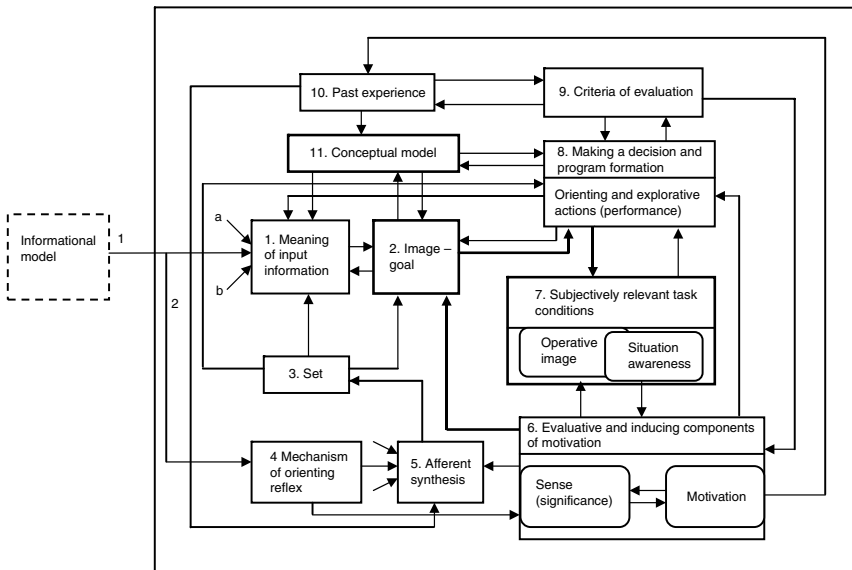 10. Past experience
9. Criteria of evaluation
11. Conceptual model
8. Making a decision and
program formation
Orenting and explorative
actions (performance)
Informational
model
1
2
a
b
1. Meaning
of input
information
2. Image –
goal
7. Subjectively relevant task
conditions
Operative
image
Situation
awareness
3. Set
6. Evaluative and inducing components
of motivation
4 Mechanism
of orienting
reflex
5. Afferent
synthesis
Sense
(significance)
Motivation